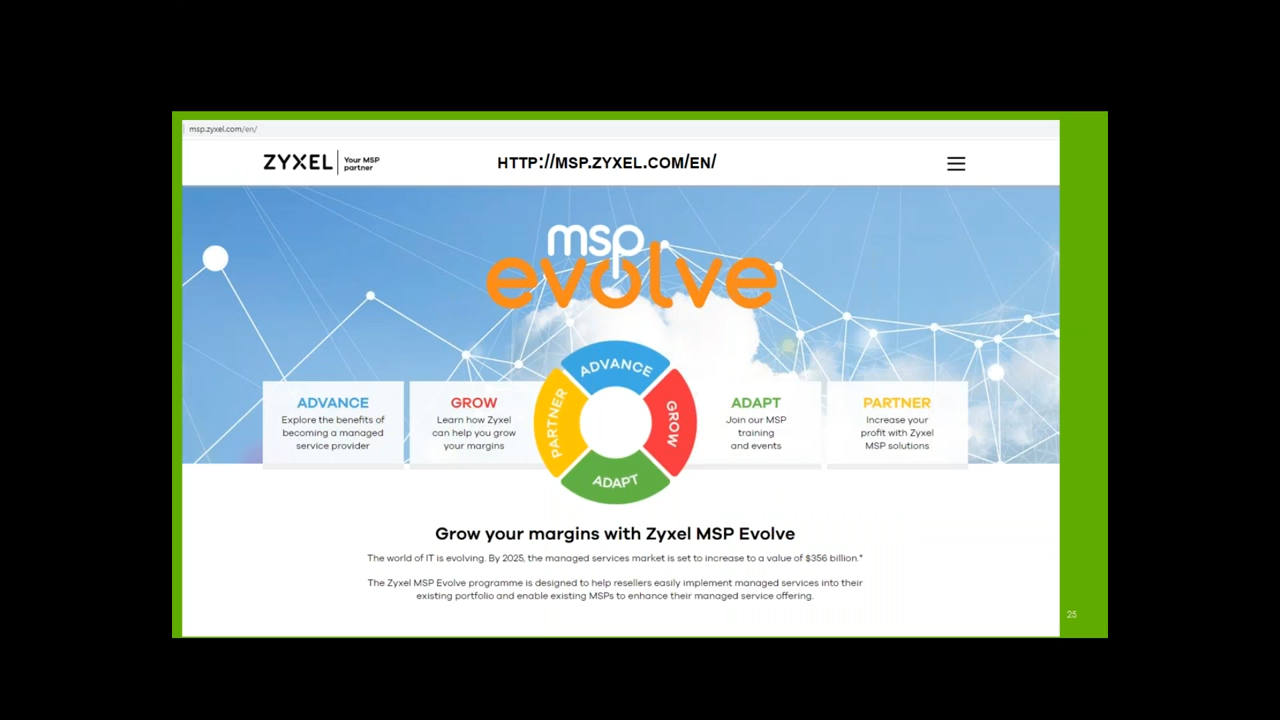 msp.zyxel.com/en/
ZYXEL
Your MSP
partner
HTTP://MSP.ZYXEL.COM/EN/
msp
evolve
ADVANCE
Explore the benefits of
becoming a managed
service provider
GROW
Learn how Zyxel
can help you grow
your margins
ADVANCE
GROW
ADAPT
PARTNER
ADAPT
Join our MSP
training
and events
PARTNER
Increase your
profit with Zyxel
MSP solutions
Grow your margins with Zyxel MSP Evolve
The world of IT is evolving. By 2025, the managed services market is set to increase to a value of $356 billion.*
The Zyxel MSP Evolve programme is designed to help resellers easily implement managed services into their
existing portfolio and enable existing MSPs to enhance their managed service offering.
25